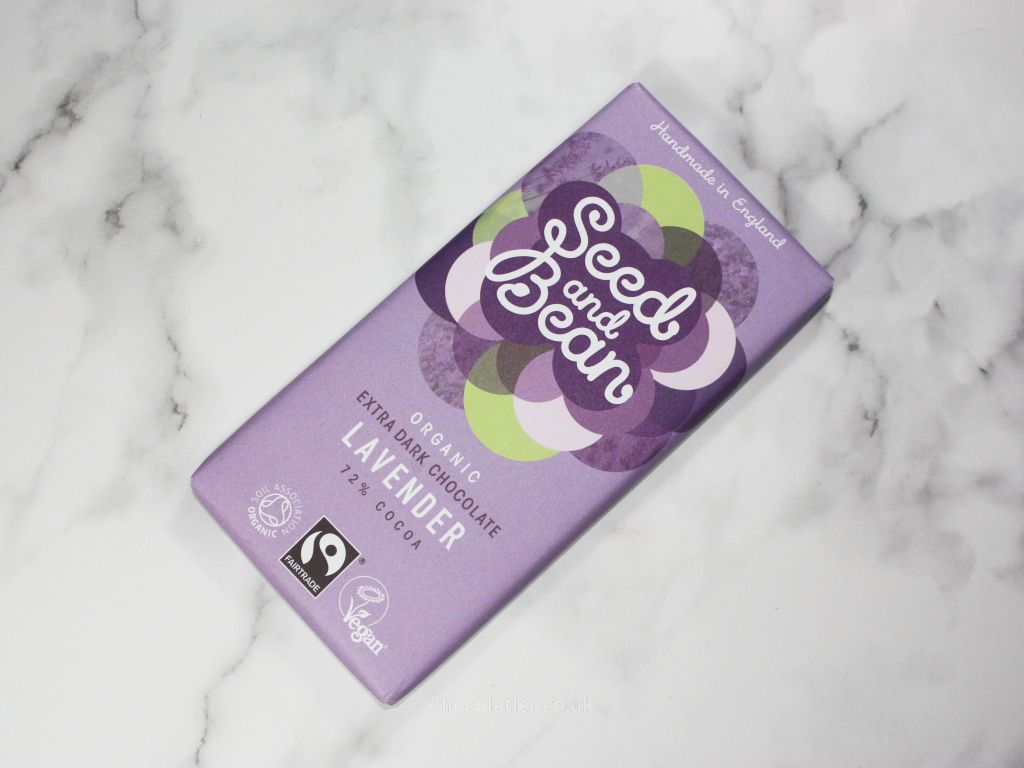 Handmade in England
Seed
and
Bean
ORGANIC
EXTRA DARK CHOCOLATE
LAVENDER
72% COCOA
SOIL ASSOCIATION
ORGANIC
FAIRTRADE
®
Vegan
Chocolatier.co.uk